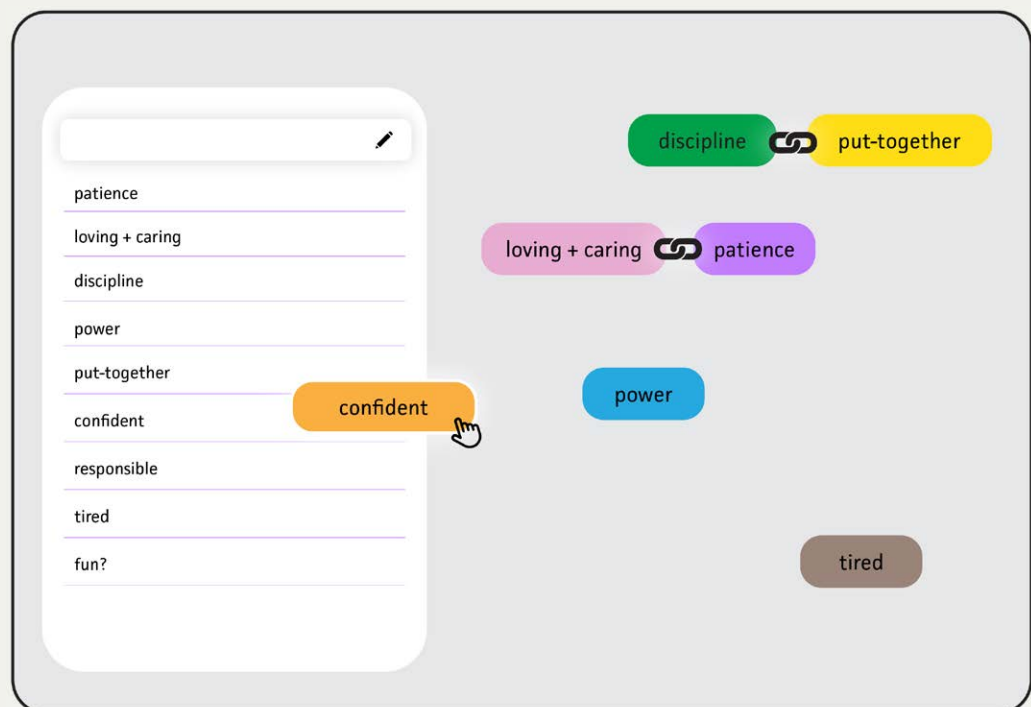 patience
loving + caring
discipline
power
put-together
confident
responsible
tired
fun?
confident
discipline
put-together
loving + caring
patience
power
tired